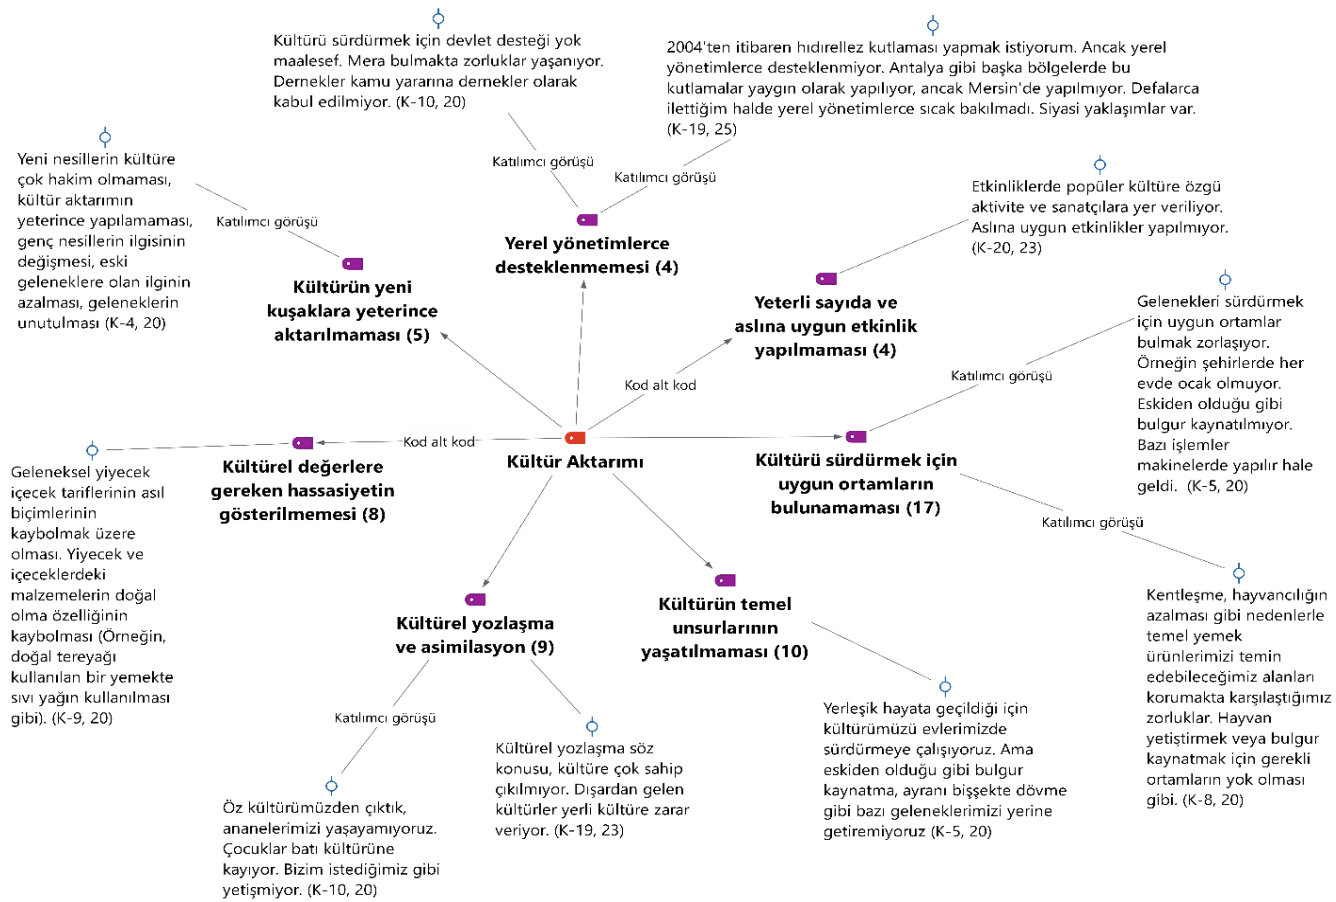 Kültürü sürdürmek için devlet desteği yok
maalesef. Mera bulmakta zorluklar yaşanıyor.
Dernekler kamu yararına dernekler olarak
kabul edilmiyor. (K-10, 20)
2004'ten itibaren hıdırellez kutlaması yapmak istiyorum. Ancak yerel
yönetimlerce desteklenmiyor. Antalya gibi başka bölgelerde bu
kutlamalar yaygın olarak yapılıyor, ancak Mersin'de yapılmıyor. Defalarca
ilettiğim halde yerel yönetimlerce sıcak bakılmadı. Siyasi yaklaşımlar var.
(K-19, 25)
Yeni nesillerin kültüre
çok hakim olmaması,
kültür aktarımın
yeterince yapılamaması,
genç nesillerin ilgisinin
değişmesi, eski
geleneklere olan ilginin
azalması, geleneklerin
unutulması (K-4, 20)
Katılımcı görüşü
Katılımcı görüşü
Katılımcı görüşü
Etkinliklerde popüler kültüre özgü
aktivite ve sanatçılara yer veriliyor.
Aslına uygun etkinlikler yapılmıyor.
(K-20, 23)
Yerel yönetimlerce
desteklenmemesi (4)
Kültürün yeni
kuşaklara yeterince
aktarılmaması (5)
Yeterli sayıda ve
aslına uygun etkinlik
yapılmaması (4)
Gelenekleri sürdürmek
için uygun ortamlar
bulmak zorlaşıyor.
Örneğin şehirlerde her
evde ocak olmuyor.
Eskiden olduğu gibi
bulgur kaynatılmıyor.
Bazı işlemler
makinelerde yapılır hale
geldi.  (K-5, 20)
Kod alt kod
Katılımcı görüşü
Kod alt kod
Kültür Aktarımı
Kültürel değerlere
gereken hassasiyetin
gösterilmemesi (8)
Kültürü sürdürmek için
uygun ortamların
bulunamaması (17)
Geleneksel yiyecek
içecek tariflerinin asıl
biçimlerinin
kaybolmak üzere
olması. Yiyecek ve
içeceklerdeki
malzemelerin doğal
olma özelliğinin
kaybolması (Örneğin,
doğal tereyağı
kullanılan bir yemekte
sıvı yağın kullanılması
gibi). (K-9, 20)
Katılımcı görüşü
Kentleşme, hayvancılığın
azalması gibi nedenlerle
temel yemek
ürünlerimizi temin
edebileceğimiz alanları
korumakta karşılaştığımız
zorluklar. Hayvan
yetiştirmek veya bulgur
kaynatmak için gerekli
ortamların yok olması
gibi. (K-8, 20)
Kültürel yozlaşma
ve asimilasyon (9)
Kültürün temel
unsurlarının
yaşatılmaması (10)
Katılımcı görüşü
Yerleşik hayata geçildiği için
kültürümüzü evlerimizde
sürdürmeye çalışıyoruz. Ama
eskiden olduğu gibi bulgur
kaynatma, ayranı bişşekte dövme
gibi bazı geleneklerimizi yerine
getiremiyoruz (K-5, 20)
Kültürel yozlaşma söz
konusu, kültüre çok sahip
çıkılmıyor. Dışardan gelen
kültürler yerli kültüre zarar
veriyor. (K-19, 23)
Öz kültürümüzden çıktık,
ananelerimizi yaşayamıyoruz.
Çocuklar batı kültürüne
kayıyor. Bizim istediğimiz gibi
yetişmiyor. (K-10, 20)